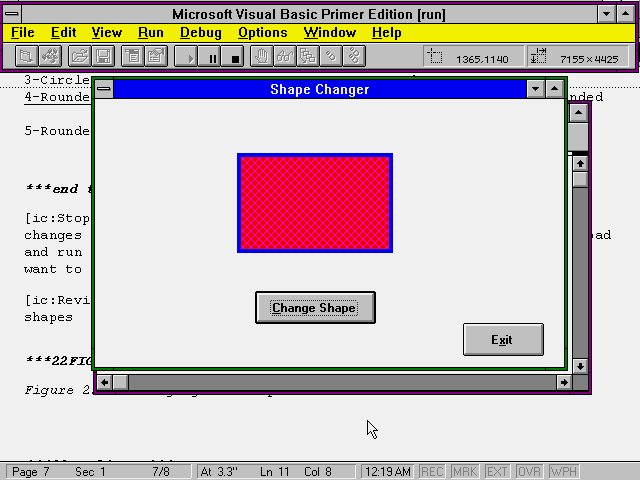 Microsoft Visual Basic Primer Edition [run]
File Edit View Run Debug Options Window Help
1365.1140 7155×4425
3-Circle
4-Rounde nded
Shape Changer
5-Rounde
***end
[ic:Stop
changes oad
and run
want to
Change Shape
[ic:Revi
shapes
Exit
***22FIG
Figure 2
Page 7 Sec 1 7/8 At 3.3" Ln 11 Col 8 12:19 AM REC MRK EXT OVR WPH